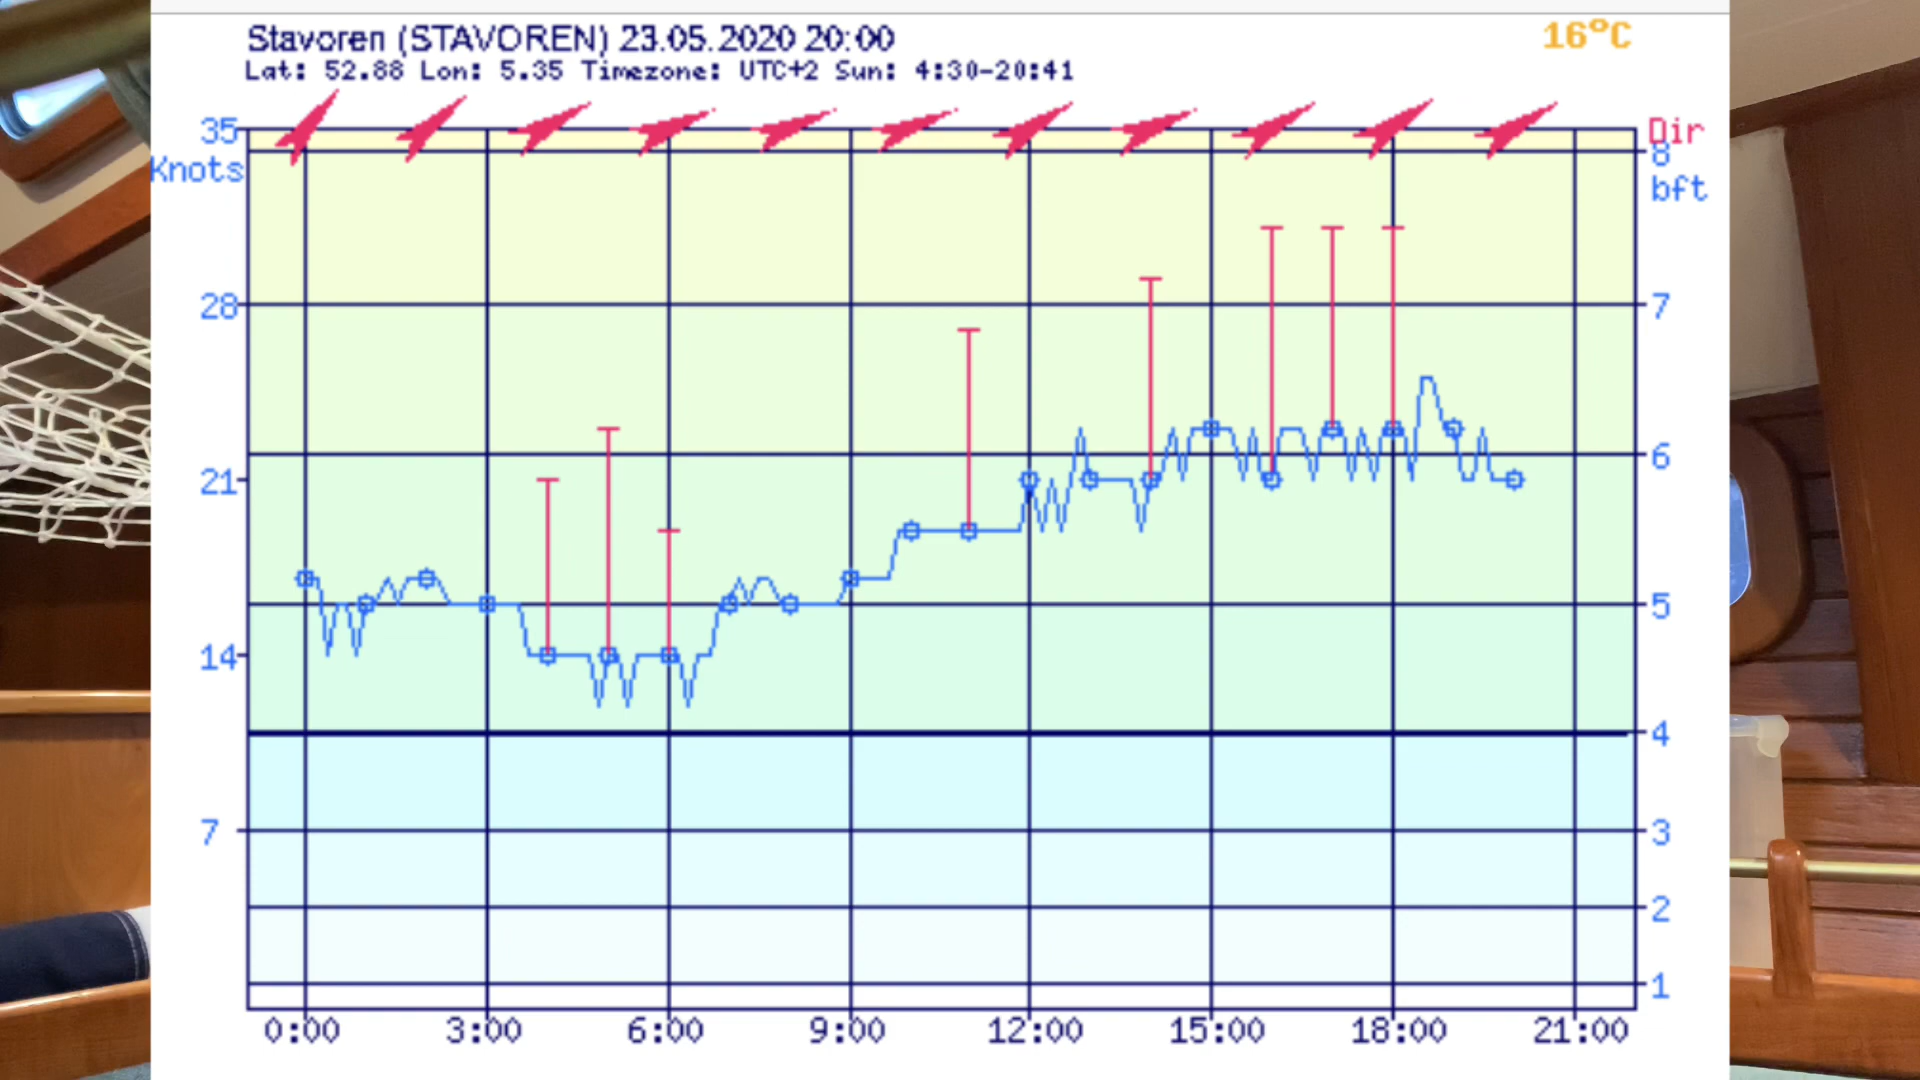 Stavoren (STAVOREN) 23.05.2020 20:00
16°C
Lat: 52.88 Lon: 5.35 Timezone: UTC+2 Sun: 4:30-20:41
35
Knots
28
21
14
7
Dir
8
bft
7
6
5
4
3
2
1
0:00 3:00 6:00 9:00 12:00 15:00 18:00 21:00